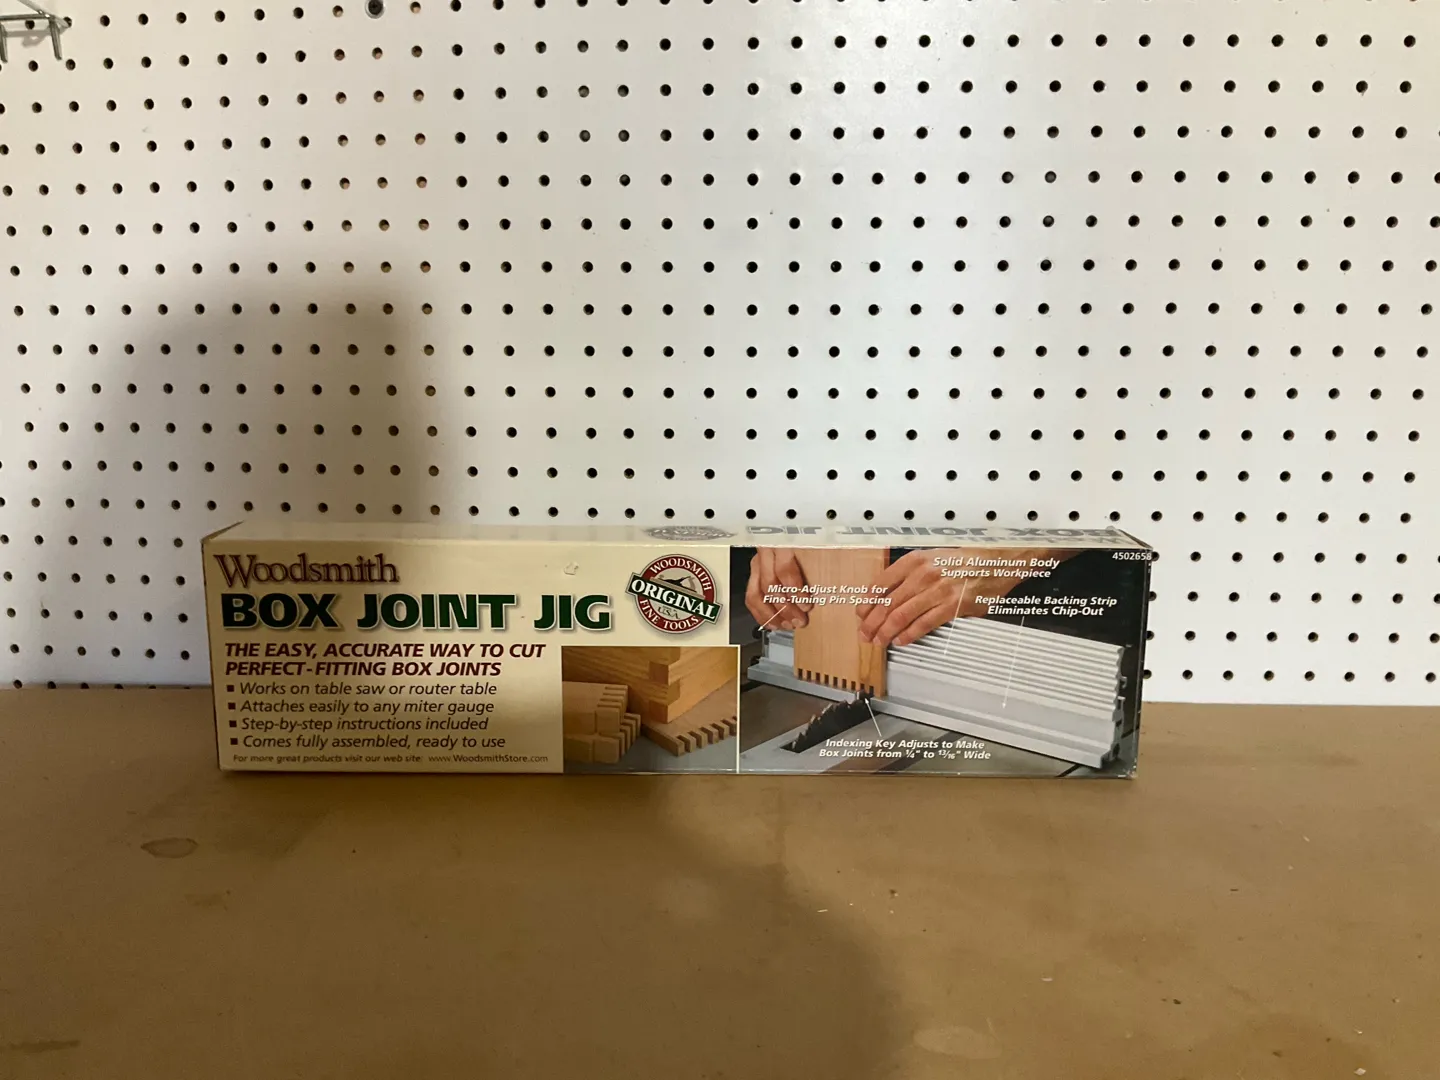 BOX JOINT JIG
Woodsmith
BOX JOINT JIG
WOODSMITH
ORIGINAL
U.S.A
FINE TOOLS
THE EASY, ACCURATE WAY TO CUT
PERFECT-FITTING BOX JOINTS
■ Works on table saw or router table
■ Attaches easily to any miter gauge
■ Step-by-step instructions included
■ Comes fully assembled, ready to use
For more great products visit our web site: www.WoodsmithStore.com
4502658
Solid Aluminum Body
Supports Workpiece
Micro-Adjust Knob for
Fine-Tuning Pin Spacing
Replaceable Backing Strip
Eliminates Chip-Out
Indexing Key Adjusts to Make
Box Joints from ¼" to 13/16" Wide